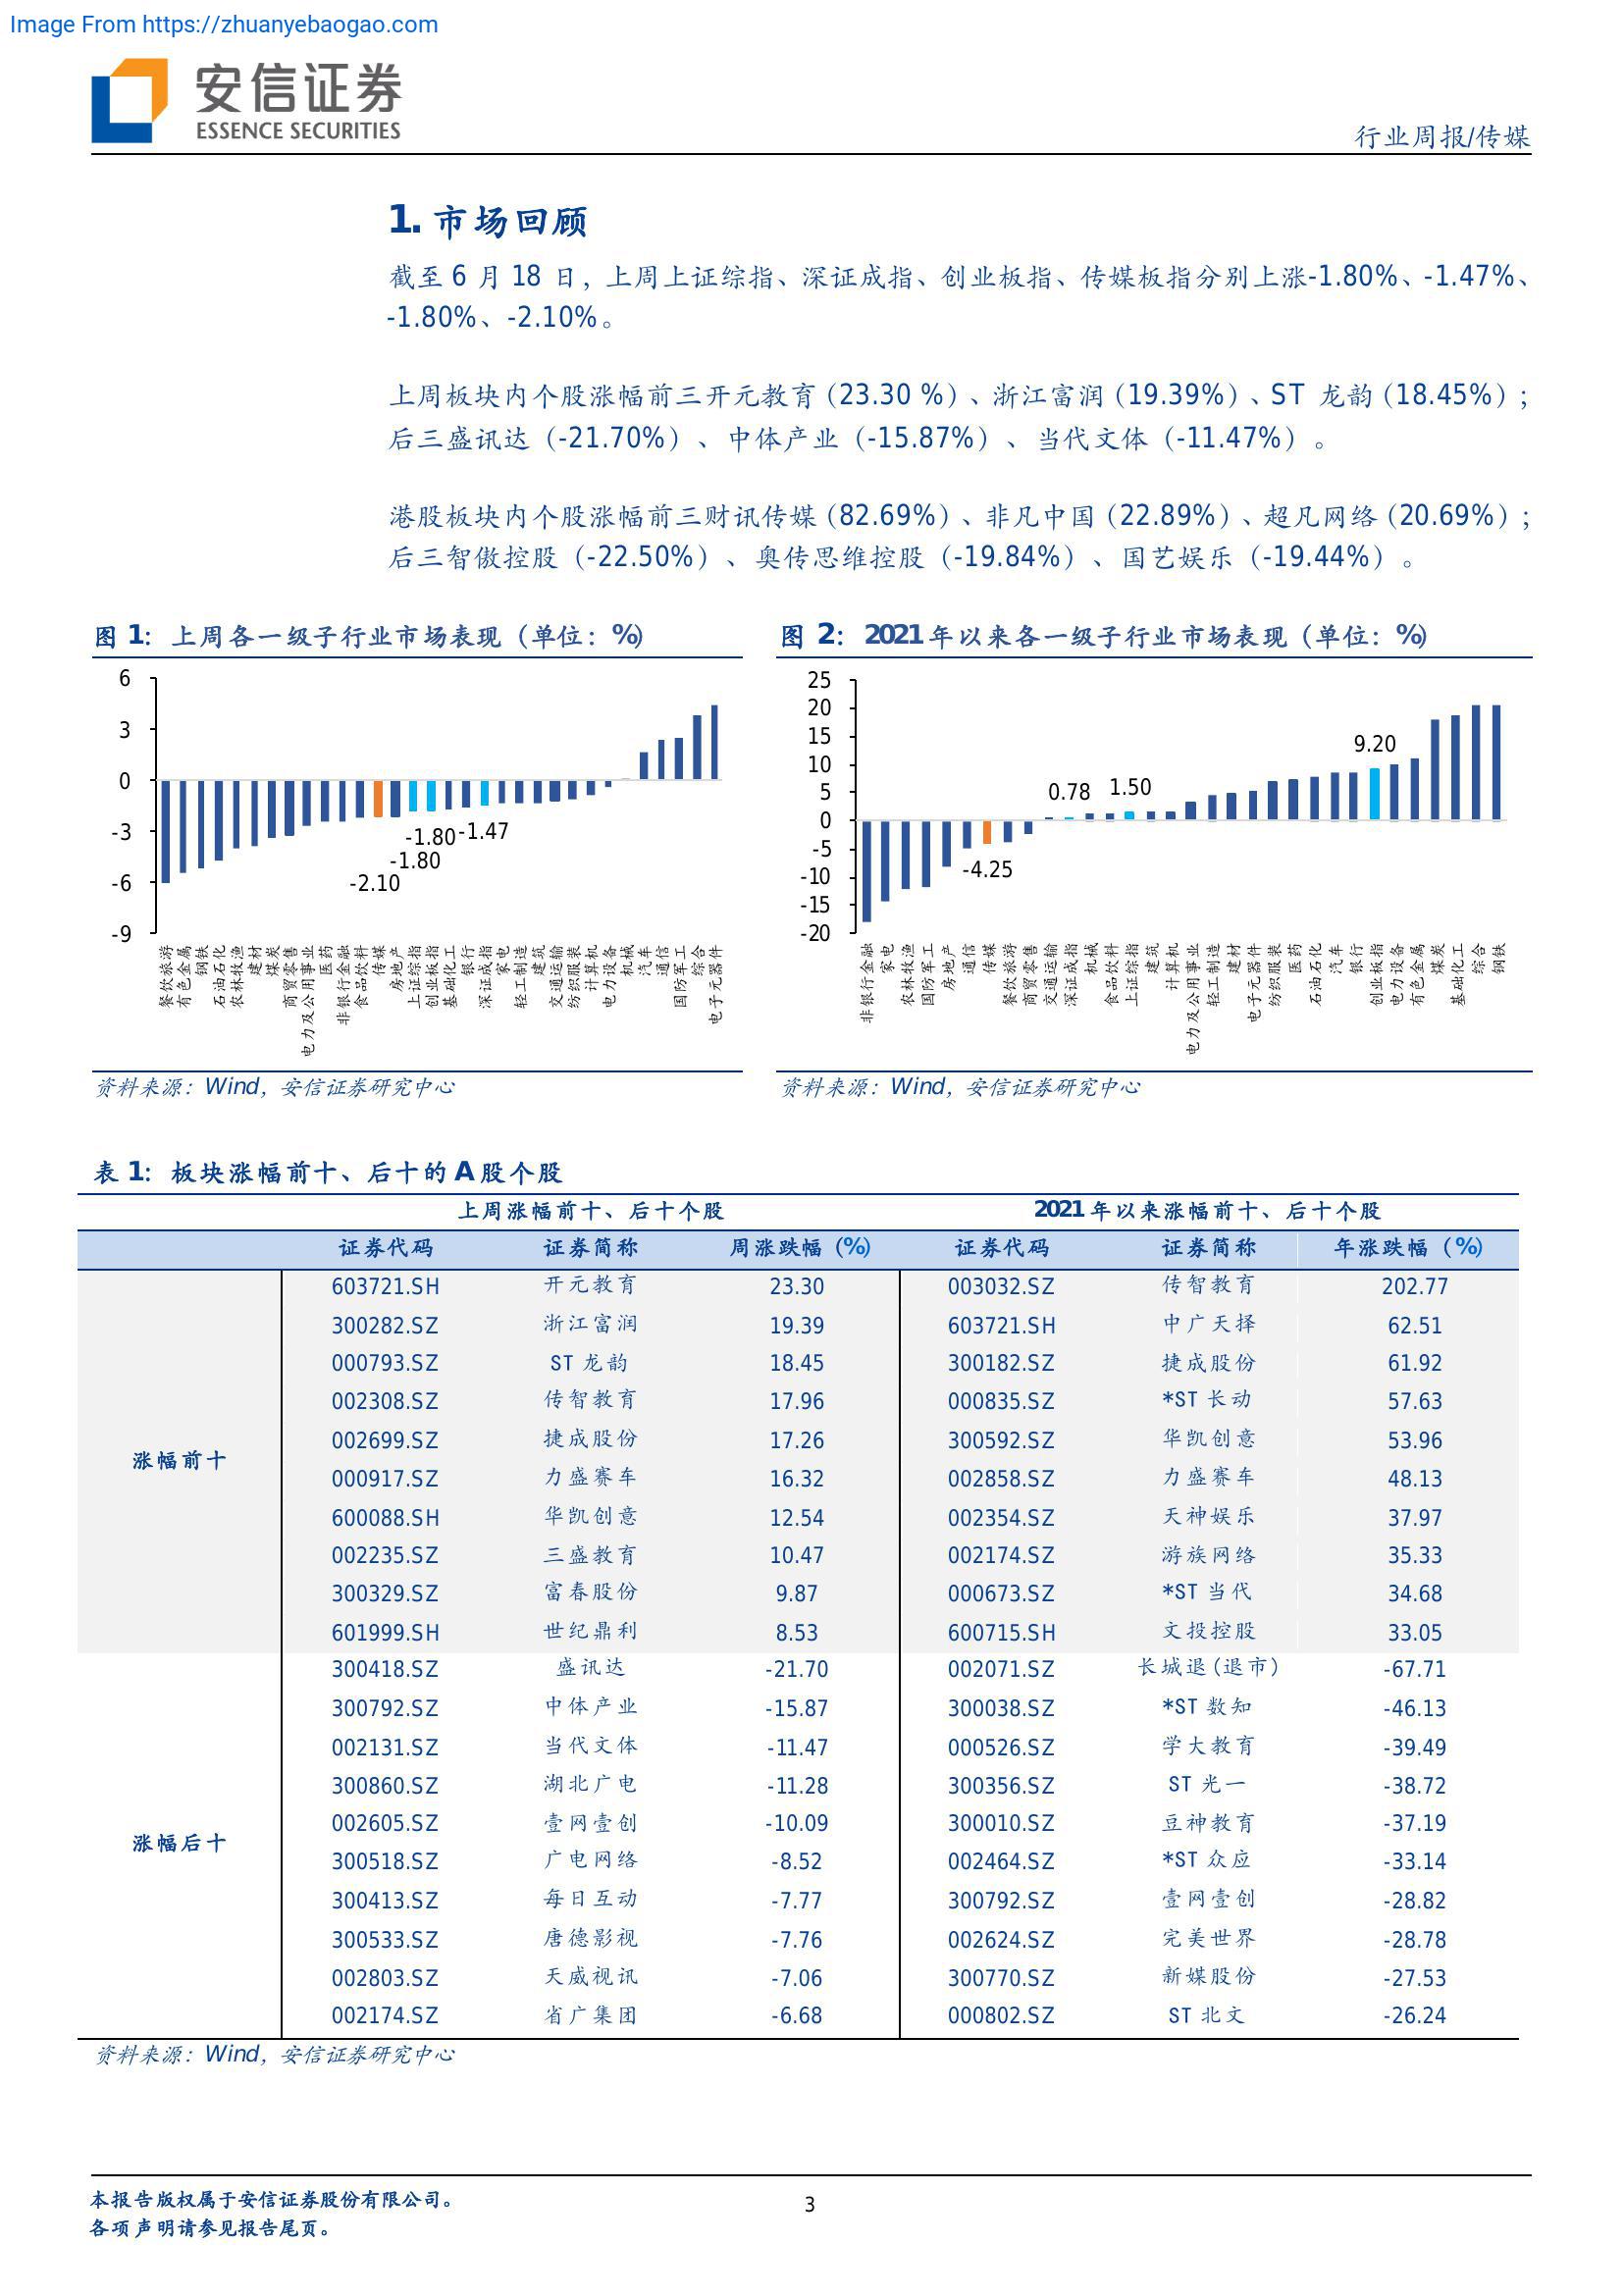 Image From https://zhuanyebaogao.com
安信证券
ESSENCE SECURITIES
行业周报/传媒
1. 市场回顾
截至 6 月 18 日，上周上证综指、深证成指、创业板指、传媒板指分别上涨-1.80%、-1.47%、
-1.80%、-2.10%。
上周板块内个股涨幅前三开元教育（23.30 %）、浙江富润（19.39%）、ST 龙韵（18.45%）；
后三盛讯达（-21.70%）、中体产业（-15.87%）、当代文体（-11.47%）。
港股板块内个股涨幅前三财讯传媒（82.69%）、非凡中国（22.89%）、超凡网络（20.69%）；
后三智傲控股（-22.50%）、奥传思维控股（-19.84%）、国艺娱乐（-19.44%）。
图 1：上周各一级子行业市场表现（单位：%）
6
3
0
-3
-6
-9
-1.80
-1.47
-1.80
-2.10
餐饮旅游
有色金属
钢铁
石油石化
农林牧渔
建材
煤炭
商贸零售
电力及公用事业
医药
非银行金融
食品饮料
传媒
房地产
上证综指
创业板指
基础化工
银行
深证成指
家电
轻工制造
建筑
交通运输
纺织服装
计算机
电力设备
机械
汽车
通信
国防军工
综合
电子元器件
资料来源：Wind，安信证券研究中心
图 2：2021 年以来各一级子行业市场表现（单位：%）
25
20
15
10
5
0
-5
-10
-15
-20
9.20
0.78
1.50
-4.25
非银行金融
家电
农林牧渔
国防军工
房地产
通信
传媒
餐饮旅游
商贸零售
交通运输
深证成指
机械
食品饮料
上证综指
建筑
计算机
电力及公用事业
轻工制造
建材
电子元器件
纺织服装
医药
石油石化
汽车
银行
创业板指
电力设备
有色金属
煤炭
基础化工
综合
钢铁
资料来源：Wind，安信证券研究中心
表 1：板块涨幅前十、后十的 A 股个股
上周涨幅前十、后十个股 2021 年以来涨幅前十、后十个股
证券代码 证券简称 周涨跌幅（%） 证券代码 证券简称 年涨跌幅（%）
涨幅前十
603721.SH 开元教育 23.30 003032.SZ 传智教育 202.77
300282.SZ 浙江富润 19.39 603721.SH 中广天择 62.51
000793.SZ ST 龙韵 18.45 300182.SZ 捷成股份 61.92
002308.SZ 传智教育 17.96 000835.SZ *ST 长动 57.63
002699.SZ 捷成股份 17.26 300592.SZ 华凯创意 53.96
000917.SZ 力盛赛车 16.32 002858.SZ 力盛赛车 48.13
600088.SH 华凯创意 12.54 002354.SZ 天神娱乐 37.97
002235.SZ 三盛教育 10.47 002174.SZ 游族网络 35.33
300329.SZ 富春股份 9.87 000673.SZ *ST 当代 34.68
601999.SH 世纪鼎利 8.53 600715.SH 文投控股 33.05
涨幅后十
300418.SZ 盛讯达 -21.70 002071.SZ 长城退(退市) -67.71
300792.SZ 中体产业 -15.87 300038.SZ *ST 数知 -46.13
002131.SZ 当代文体 -11.47 000526.SZ 学大教育 -39.49
300860.SZ 湖北广电 -11.28 300356.SZ ST 光一 -38.72
002605.SZ 壹网壹创 -10.09 300010.SZ 豆神教育 -37.19
300518.SZ 广电网络 -8.52 002464.SZ *ST 众应 -33.14
300413.SZ 每日互动 -7.77 300792.SZ 壹网壹创 -28.82
300533.SZ 唐德影视 -7.76 002624.SZ 完美世界 -28.78
002803.SZ 天威视讯 -7.06 300770.SZ 新媒股份 -27.53
002174.SZ 省广集团 -6.68 000802.SZ ST 北文 -26.24
资料来源：Wind，安信证券研究中心
本报告版权属于安信证券股份有限公司。
各项声明请参见报告尾页。
3